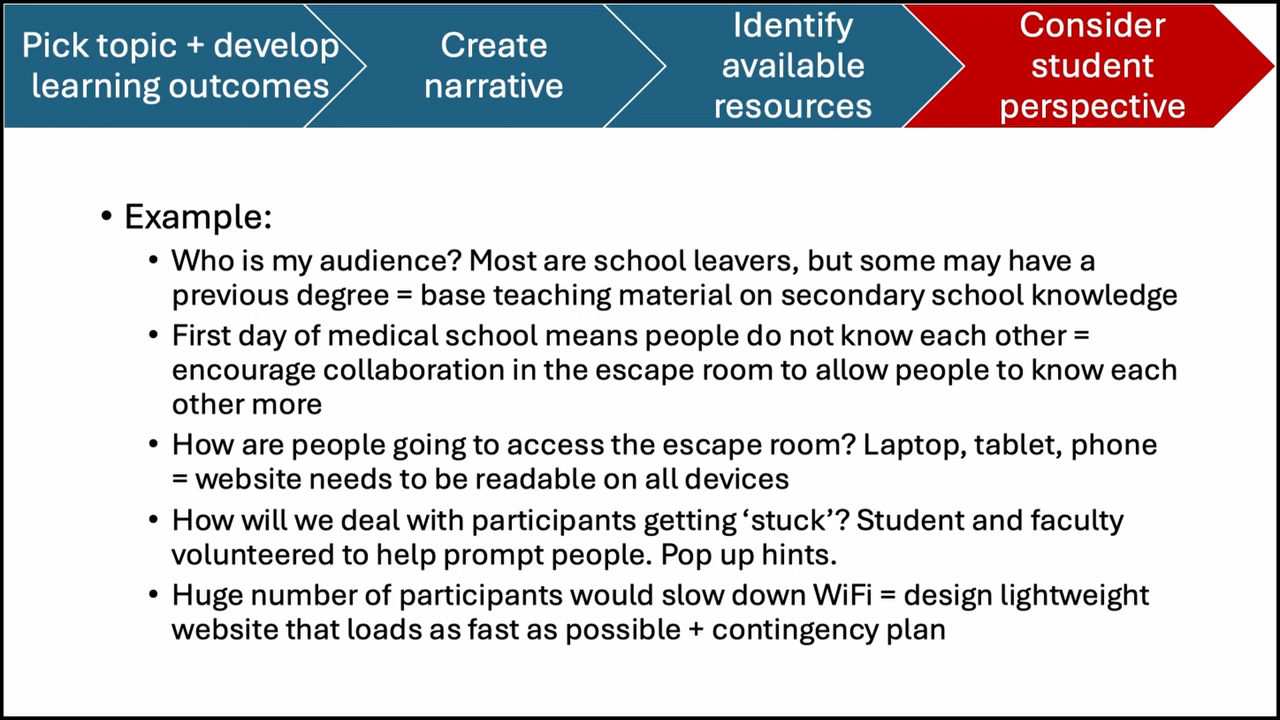 Pick topic + develop
learning outcomes
Create
narrative
Identify
available
resources
Consider
student
perspective
• Example:
• Who is my audience? Most are school leavers, but some may have a
previous degree = base teaching material on secondary school knowledge
• First day of medical school means people do not know each other =
encourage collaboration in the escape room to allow people to know each
other more
• How are people going to access the escape room? Laptop, tablet, phone
= website needs to be readable on all devices
• How will we deal with participants getting ‘stuck’? Student and faculty
volunteered to help prompt people. Pop up hints.
• Huge number of participants would slow down WiFi = design lightweight
website that loads as fast as possible + contingency plan